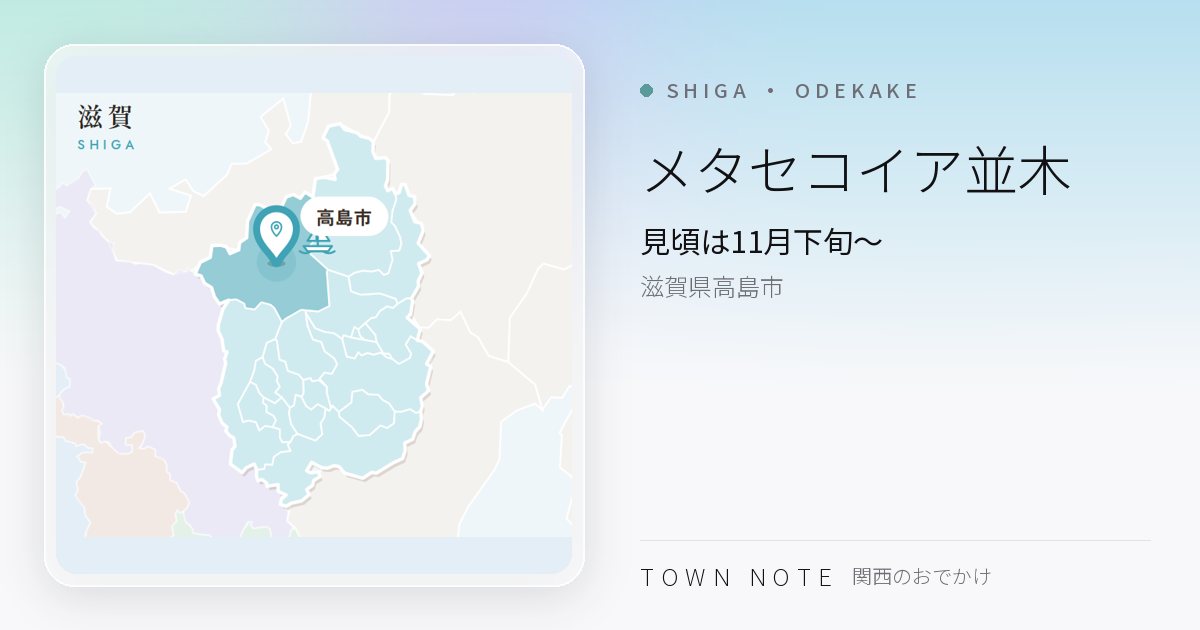 滋賀
SHIGA
高島市
SHIGA • ODEKAKE
メタセコイア並木
見頃は11月下旬〜
滋賀県高島市
TOWN NOTE 関西のおでかけ